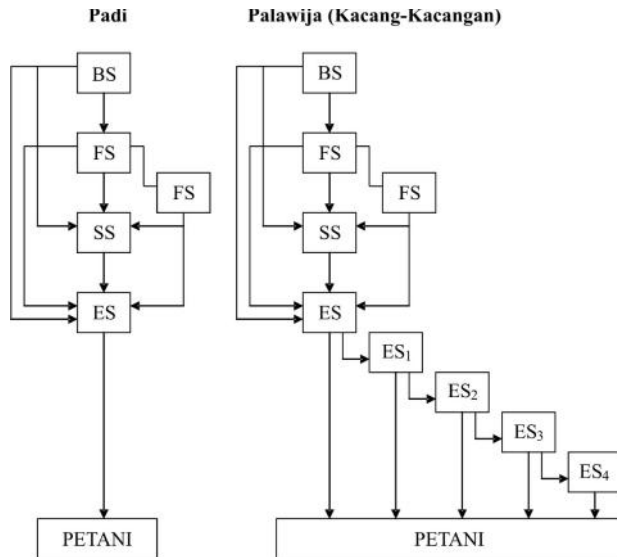 Padi
BS
FS
FS
SS
ES
PETANI
Palawija (Kacang-Kacangan)
BS
FS
FS
SS
ES
ES₁
ES₂
ES₃
ES₄
PETANI